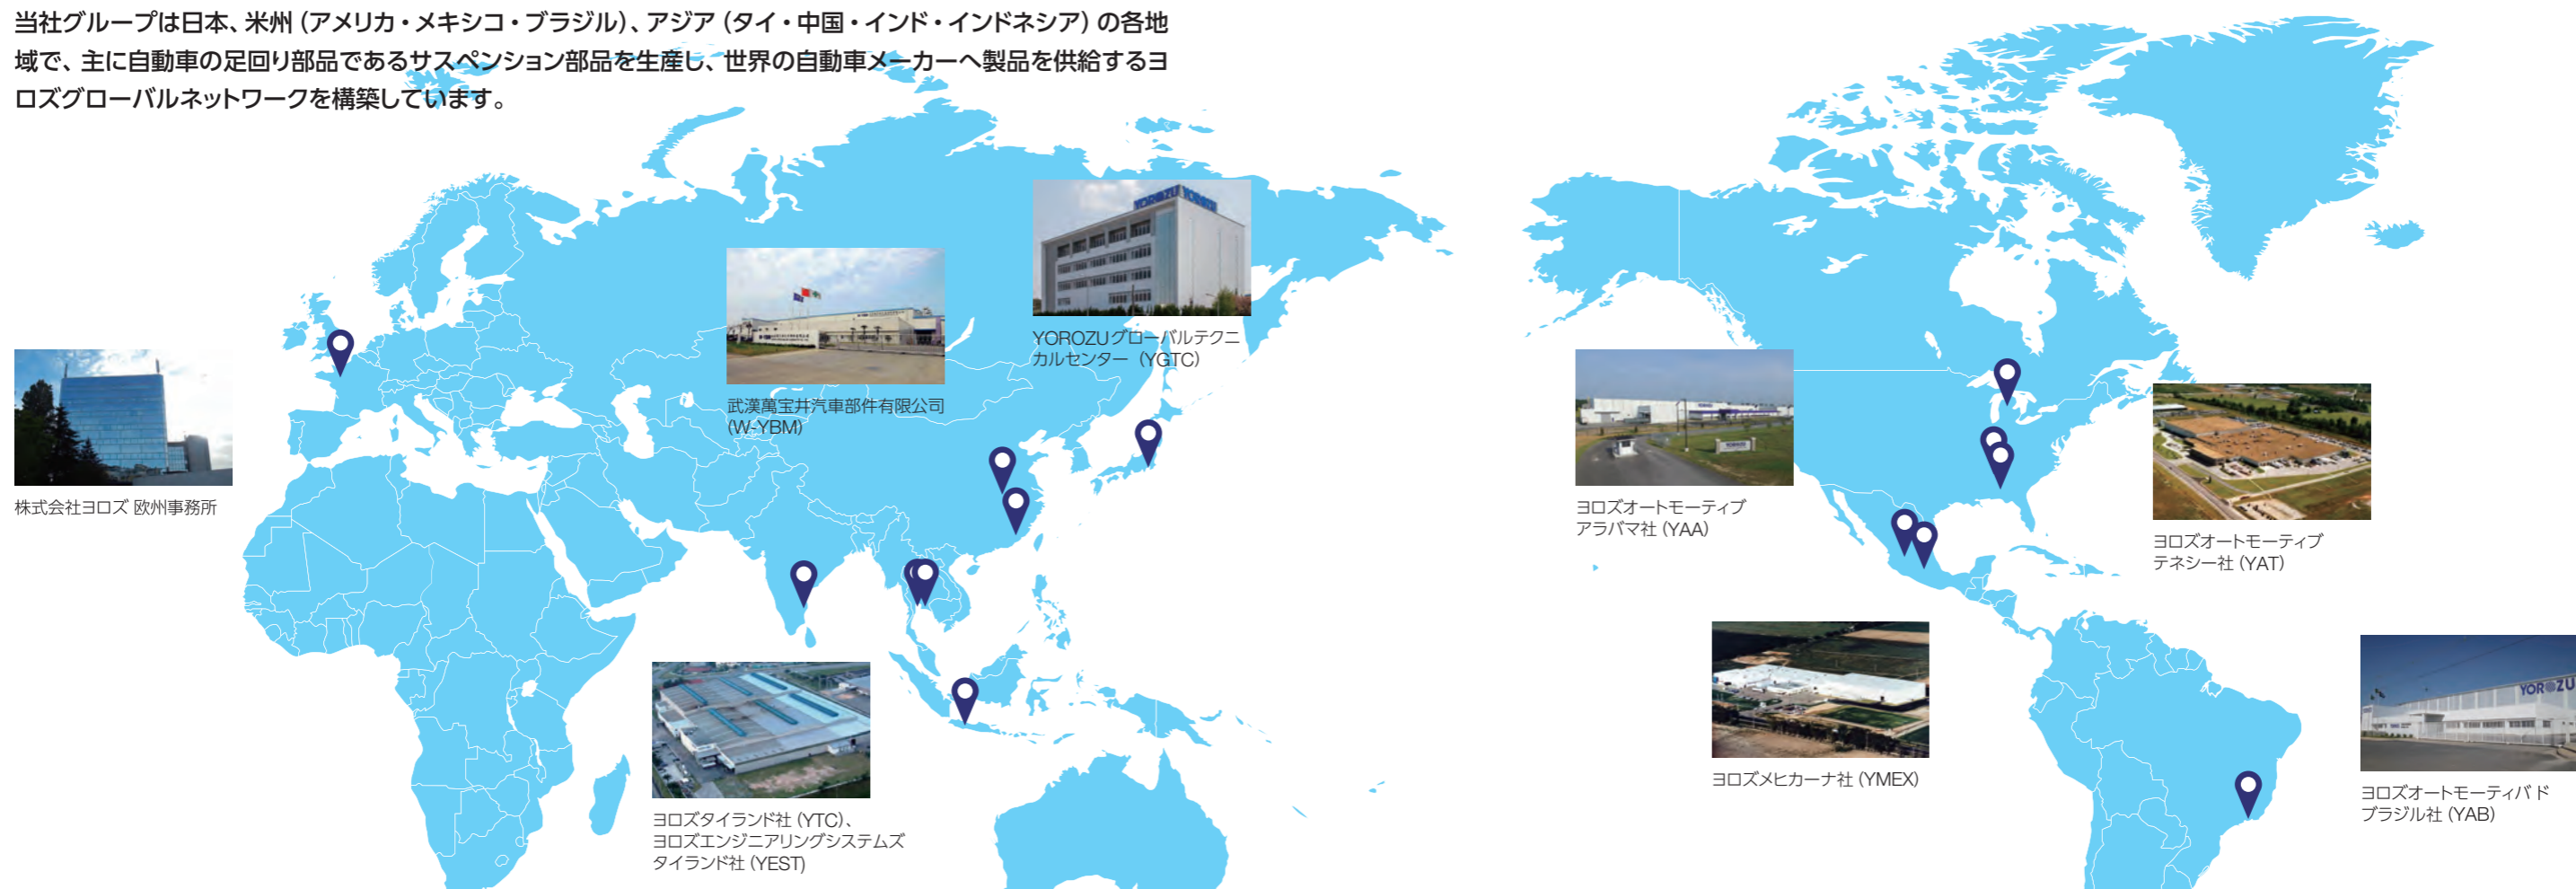 当社グループは日本、米州（アメリカ・メキシコ・ブラジル）、アジア（タイ・中国・インド・インドネシア）の各地
域で、主に自動車の足回り部品であるサスペンション部品を生産し、世界の自動車メーカーへ製品を供給するヨ
ロズグローバルネットワークを構築しています。
YOROZU YOROZU
YOROZUグローバルテクニ
カルセンター（YGTC）
武漢萬宝井汽車部件有限公司
(W-YBM)
株式会社ヨロズ 欧州事務所
ヨロズオートモーティブ
アラバマ社（YAA）
ヨロズオートモーティブ
テネシー社（YAT）
ヨロズメヒカーナ社（YMEX）
YOROZU
ヨロズオートモーティバ ド
ブラジル社（YAB）
ヨロズタイランド社（YTC）、
ヨロズエンジニアリングシステムズ
タイランド社（YEST）